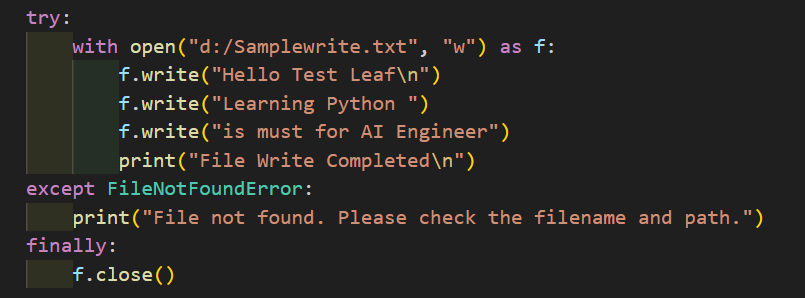 try:
    with open("d:/Samplewrite.txt", "w") as f:
        f.write("Hello Test Leaf\n")
        f.write("Learning Python ")
        f.write("is must for AI Engineer")
        print("File Write Completed\n")
except FileNotFoundError:
    print("File not found. Please check the filename and path.")
finally:
    f.close()